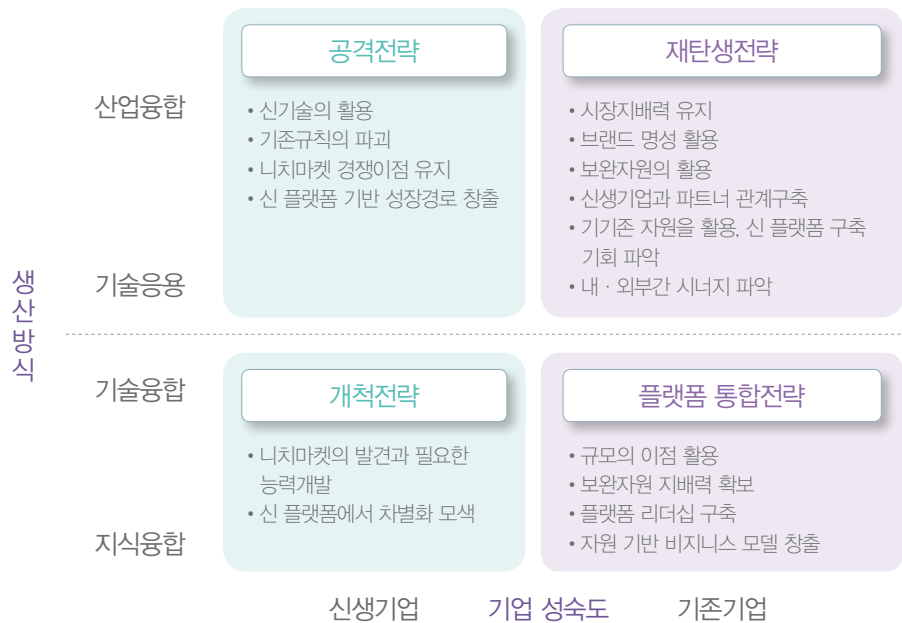 공격전략
• 신기술의 활용
• 기존규칙의 파괴
• 니치마켓 경쟁이점 유지
• 신 플랫폼 기반 성장경로 창출
재탄생전략
• 시장지배력 유지
• 브랜드 명성 활용
• 보완자원의 활용
• 신생기업과 파트너 관계구축
• 기기존 자원을 활용, 신 플랫폼 구축
기회 파악
• 내 · 외부간 시너지 파악
산업융합
기술응용
생산방식
기술융합
지식융합
개척전략
• 니치마켓의 발견과 필요한
능력개발
• 신 플랫폼에서 차별화 모색
플랫폼 통합전략
• 규모의 이점 활용
• 보완자원 지배력 확보
• 플랫폼 리더십 구축
• 자원 기반 비지니스 모델 창출
신생기업 기업 성숙도 기존기업